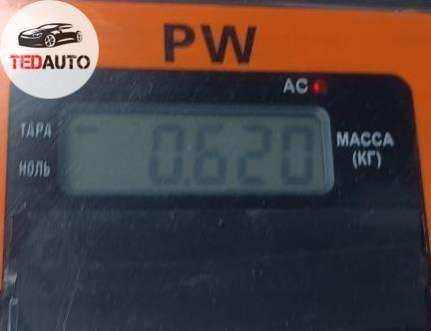 TEDAUTO
PW
AC
ТАРА
0.620
МАССА
(КГ)
НОЛЬ